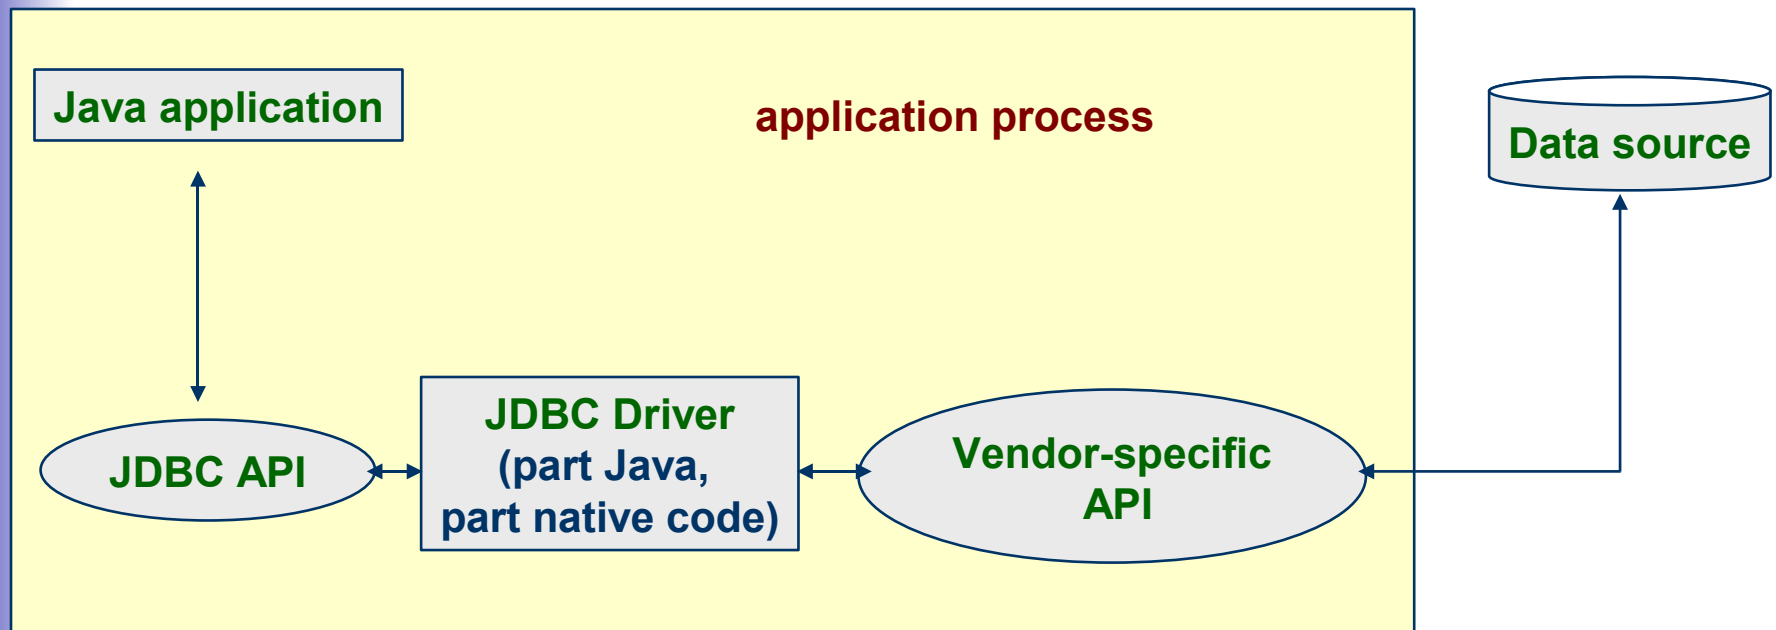 Java application
application process
Data source
JDBC API
JDBC Driver
(part Java,
part native code)
Vendor-specific
API